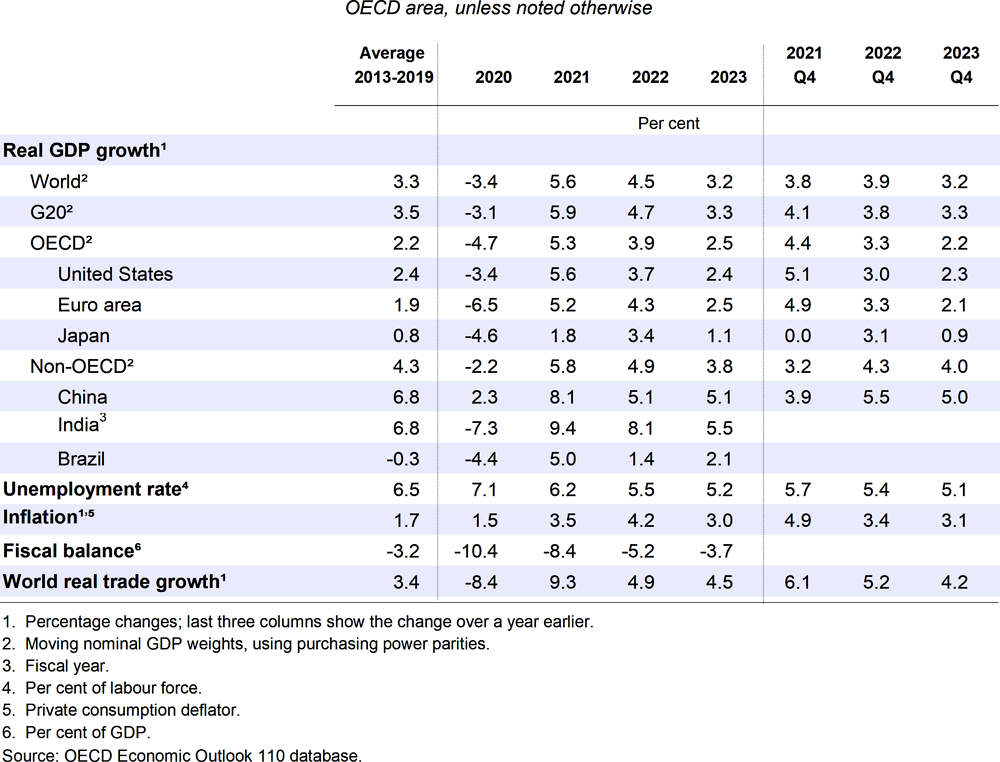 OECD area, unless noted otherwise
Average 2021 2022 2023
2013-2019 2020 2021 2022 2023 Q4 Q4 Q4
Per cent
Real GDP growth¹
World² 3.3 -3.4 5.6 4.5 3.2 3.8 3.9 3.2
G20² 3.5 -3.1 5.9 4.7 3.3 4.1 3.8 3.3
OECD² 2.2 -4.7 5.3 3.9 2.5 4.4 3.3 2.2
United States 2.4 -3.4 5.6 3.7 2.4 5.1 3.0 2.3
Euro area 1.9 -6.5 5.2 4.3 2.5 4.9 3.3 2.1
Japan 0.8 -4.6 1.8 3.4 1.1 0.0 3.1 0.9
Non-OECD² 4.3 -2.2 5.8 4.9 3.8 3.2 4.3 4.0
China 6.8 2.3 8.1 5.1 5.1 3.9 5.5 5.0
India³ 6.8 -7.3 9.4 8.1 5.5
Brazil -0.3 -4.4 5.0 1.4 2.1
Unemployment rate⁴ 6.5 7.1 6.2 5.5 5.2 5.7 5.4 5.1
Inflation¹,⁵ 1.7 1.5 3.5 4.2 3.0 4.9 3.4 3.1
Fiscal balance⁶ -3.2 -10.4 -8.4 -5.2 -3.7
World real trade growth¹ 3.4 -8.4 9.3 4.9 4.5 6.1 5.2 4.2
1. Percentage changes; last three columns show the change over a year earlier.
2. Moving nominal GDP weights, using purchasing power parities.
3. Fiscal year.
4. Per cent of labour force.
5. Private consumption deflator.
6. Per cent of GDP.
Source: OECD Economic Outlook 110 database.